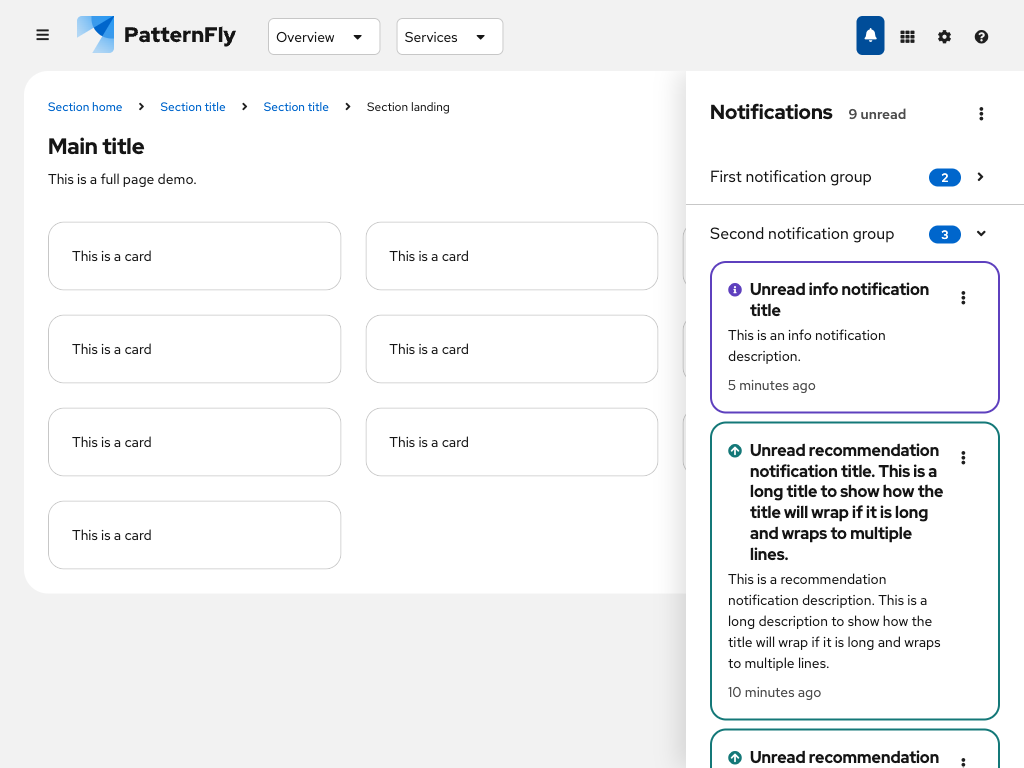 PatternFly
Overview
Services
Section home
Section title
Section title
Section landing
Main title
This is a full page demo.
This is a card
This is a card
This is a card
This is a card
This is a card
This is a card
This is a card
Notifications
9 unread
First notification group
2
Second notification group
3
Unread info notification
title
This is an info notification
description.
5 minutes ago
Unread recommendation
notification title. This is a
long title to show how the
title will wrap if it is long
and wraps to multiple
lines.
This is a recommendation
notification description. This is a
long description to show how the
title will wrap if it is long and wraps
to multiple lines.
10 minutes ago
Unread recommendation